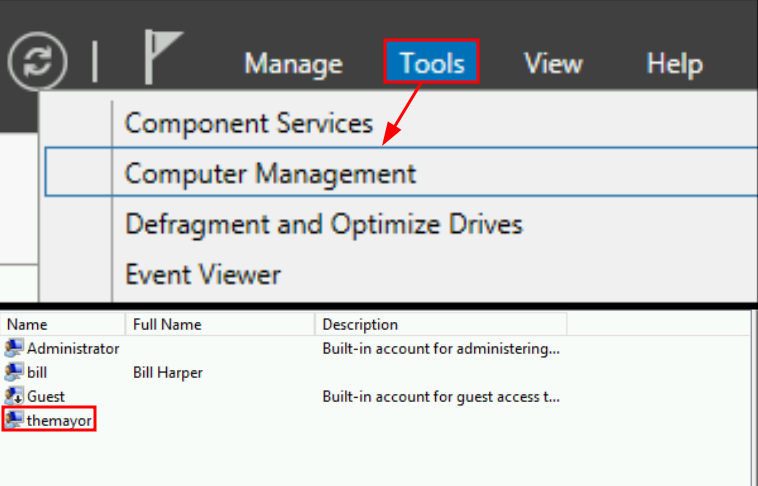 Manage Tools View Help
Component Services
Computer Management
Defragment and Optimize Drives
Event Viewer
Name Full Name Description
Administrator Built-in account for administering...
bill Bill Harper
Guest Built-in account for guest access t...
themayor